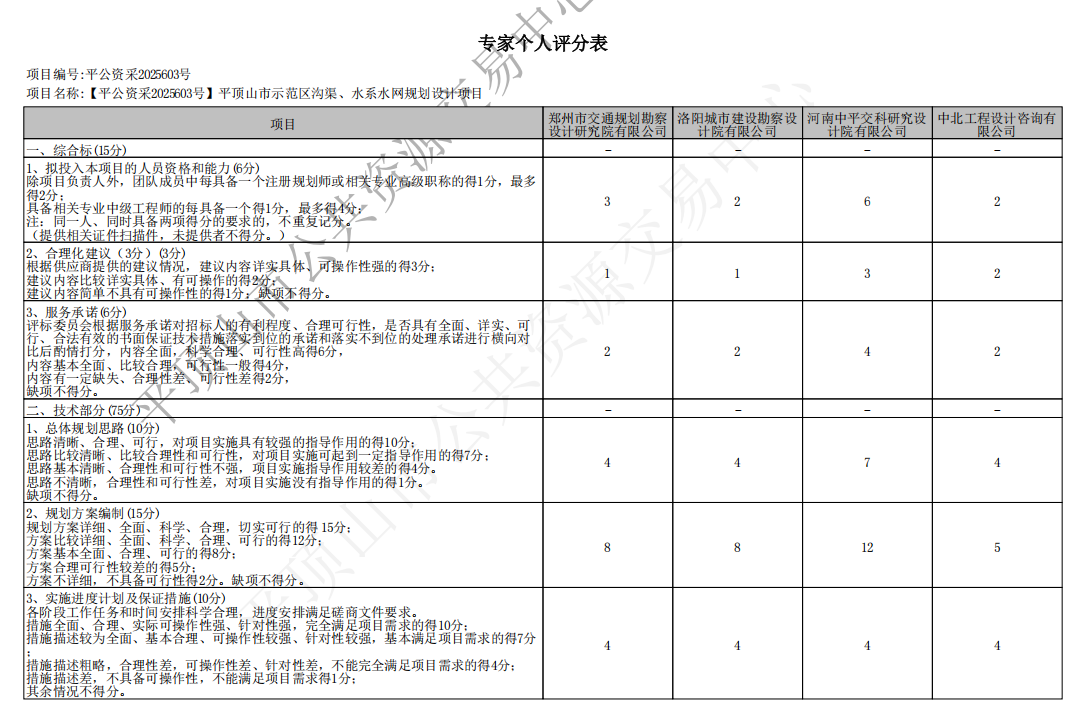 专家个人评分表
项目编号:平公资采2025603号
项目名称:【平公资采2025603号】平顶山市示范区沟渠、水系水网规划设计项目
项目
郑州市交通规划勘察
设计研究院有限公司
洛阳城市建设勘察设
计院有限公司
河南中平交科研究设
计院有限公司
中北工程设计咨询有
限公司
一、综合标(15分)
–
–
–
–
1、拟投入本项目的人员资格和能力(6分)
除项目负责人外，团队成员中每具备一个注册规划师或相关专业高级职称的得1分，最多
得2分；
具备相关专业中级工程师的每具备一个得1分，最多得4分；
注：同一人、同时具备两项得分的要求的，不重复记分。
（提供相关证件扫描件，未提供者不得分。）
3
2
6
2
2、合理化建议（3分）(3分)
根据供应商提供的建议情况，建议内容详实具体、可操作性强的得3分；
建议内容比较详实具体、有可操作的得2分；
建议内容简单不具有可操作性的得1分；缺项不得分。
1
1
3
2
3、服务承诺(6分)
评标委员会根据服务承诺对招标人的有利程度、合理可行性，是否具有全面、详实、可
行、合法有效的书面保证技术措施落实到位的承诺和落实不到位的处理承诺进行横向对
比后酌情打分，内容全面，科学合理、可行性高得6分，
内容基本全面、比较合理、可行性一般得4分，
内容有一定缺失、合理性差、可行性差得2分，
缺项不得分。
2
2
4
2
二、技术部分(75分)
–
–
–
–
1、总体规划思路(10分)
思路清晰、合理、可行，对项目实施具有较强的指导作用的得10分；
思路比较清晰、比较合理性和可行性，对项目实施可起到一定指导作用的得7分；
思路基本清晰、合理性和可行性不强，项目实施指导作用较差的得4分。
思路不清晰，合理性和可行性差，对项目实施没有指导作用的得1分。
缺项不得分。
4
4
7
4
2、规划方案编制(15分)
规划方案详细、全面、科学、合理，切实可行的得 15分；
方案比较详细、全面、科学、合理、可行的得12分；
方案基本全面、合理、可行的得8分；
方案合理可行性较差的得5分；
方案不详细，不具备可行性得2分。缺项不得分。
8
8
12
5
3、实施进度计划及保证措施(10分)
各阶段工作任务和时间安排科学合理，进度安排满足磋商文件要求。
措施全面、合理、实际可操作性强、针对性强，完全满足项目需求的得10分；
措施描述较为全面、基本合理、可操作性较强、针对性较强，基本满足项目需求的得7分
；
措施描述粗略，合理性差，可操作性差、针对性差，不能完全满足项目需求的得4分；
措施描述差，不具备可操作性，不能满足项目需求得1分；
其余情况不得分。
4
4
4
4
平顶山市公共资源交易中心
平顶山市公共资源交易中心